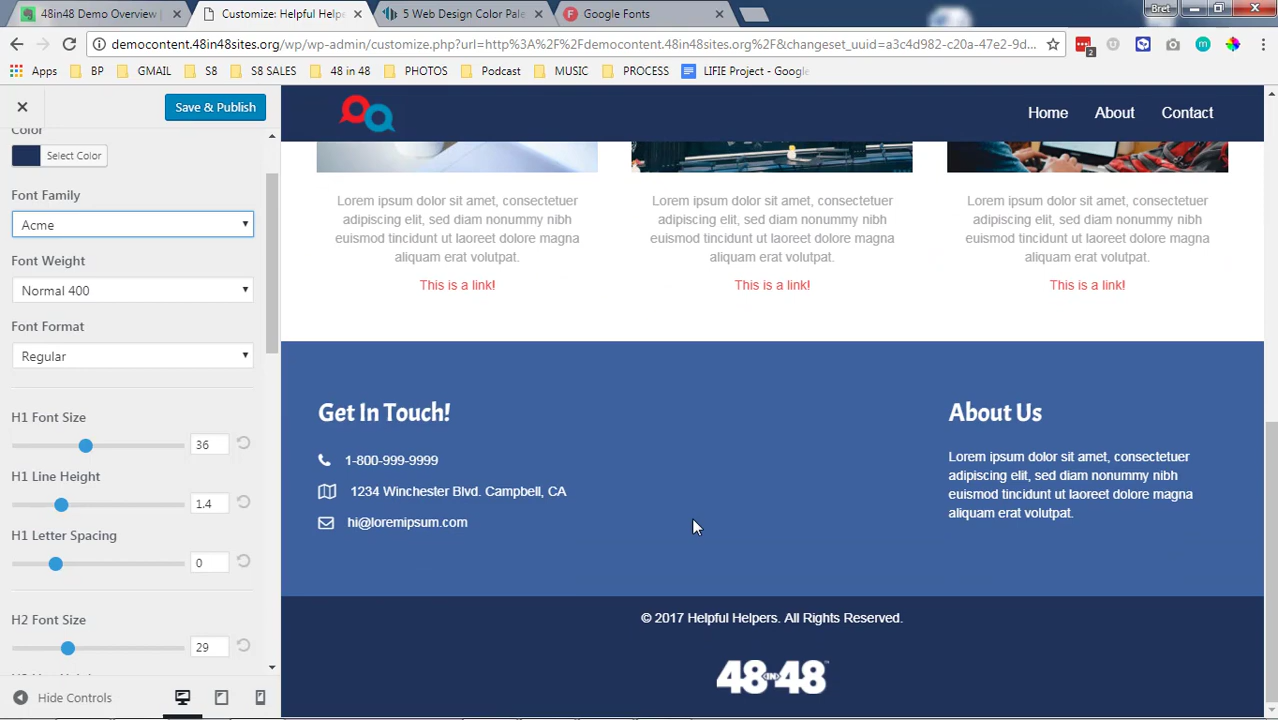 48in48 Demo Overview
Customize: Helpful Helpe
5 Web Design Color Pale
Google Fonts
Bret
democontent.48in48sites.org/wp/wp-admin/customize.php?url=http%3A%2F%2Fdemocontent.48in48sites.org%2F&changeset_uuid=a3c4d982-c20a-47e2-9d...
2
Apps
BP
GMAIL
S8
S8 SALES
48 in 48
PHOTOS
Podcast
MUSIC
PROCESS
LIFIE Project - Google
Save & Publish
Home
About
Contact
Color
Select Color
Font Family
Acme
Font Weight
Normal 400
Font Format
Regular
H1 Font Size
36
H1 Line Height
1.4
H1 Letter Spacing
0
H2 Font Size
29
Hide Controls
Lorem ipsum dolor sit amet, consectetuer
adipiscing elit, sed diam nonummy nibh
euismod tincidunt ut laoreet dolore magna
aliquam erat volutpat.
This is a link!
Lorem ipsum dolor sit amet, consectetuer
adipiscing elit, sed diam nonummy nibh
euismod tincidunt ut laoreet dolore magna
aliquam erat volutpat.
This is a link!
Lorem ipsum dolor sit amet, consectetuer
adipiscing elit, sed diam nonummy nibh
euismod tincidunt ut laoreet dolore magna
aliquam erat volutpat.
This is a link!
Get In Touch!
1-800-999-9999
1234 Winchester Blvd. Campbell, CA
hi@loremipsum.com
About Us
Lorem ipsum dolor sit amet, consectetuer
adipiscing elit, sed diam nonummy nibh
euismod tincidunt ut laoreet dolore magna
aliquam erat volutpat.
© 2017 Helpful Helpers. All Rights Reserved.
48 IN 48™